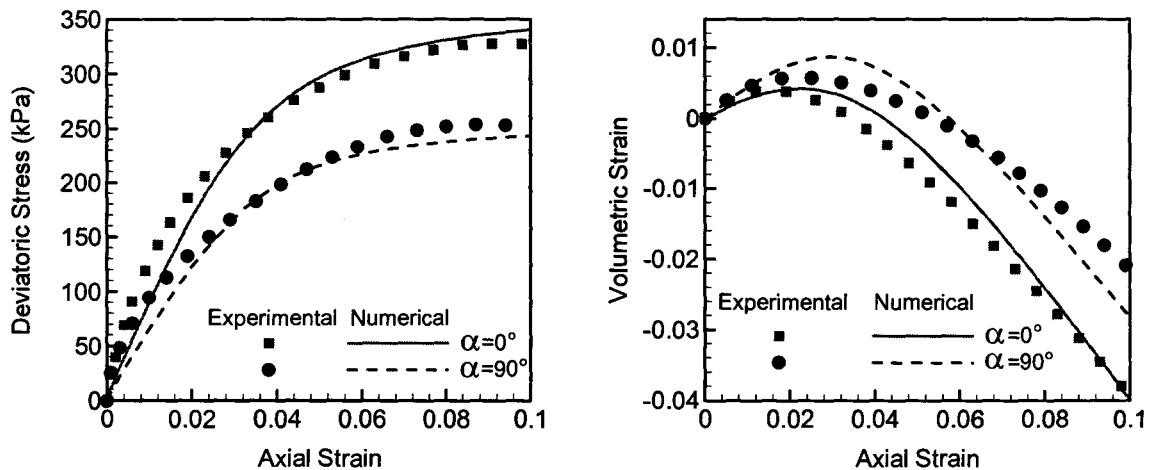 350
300
250
200
150
100
50
0
Deviatoric Stress (kPa)
Experimental Numerical
α=0°
α=90°
0 0.02 0.04 0.06 0.08 0.1
Axial Strain
0.01
0
-0.01
-0.02
-0.03
-0.04
Volumetric Strain
Experimental Numerical
α=0°
α=90°
0 0.02 0.04 0.06 0.08 0.1
Axial Strain